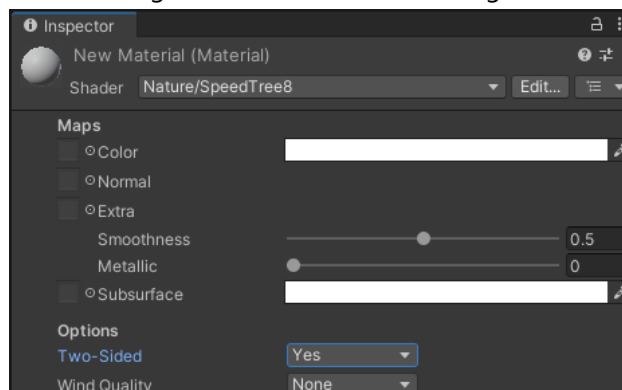 Inspector
New Material (Material)
Shader Nature/SpeedTree8 Edit...
Maps
Color
Normal
Extra
Smoothness 0.5
Metallic 0
Subsurface
Options
Two-Sided Yes
Wind Quality None